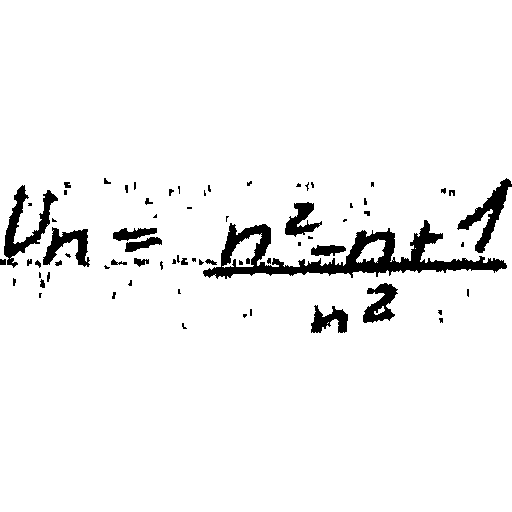 Un = n² - n + 1 / n²